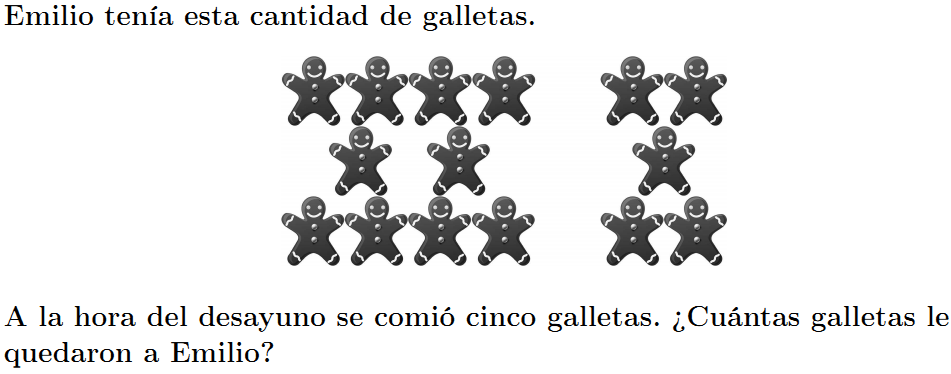 Emilio tenía esta cantidad de galletas.
A la hora del desayuno se comió cinco galletas. ¿Cuántas galletas le
quedaron a Emilio?